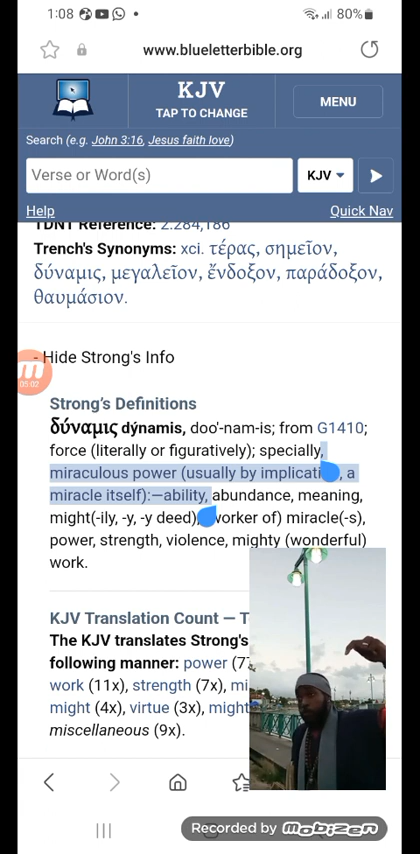 1:08
80%
www.blueletterbible.org
KJV
TAP TO CHANGE
MENU
Search (e.g. John 3:16, Jesus faith love)
Verse or Word(s)
KJV
Help
Quick Nav
TDNT Reference: 2:284,186
Trench's Synonyms: xci. τέρας, σημεῖον,
δύναμις, μεγαλεῖον, ἔνδοξον, παράδοξον,
θαυμάσιον.
- Hide Strong's Info
05:02
Strong's Definitions
δύναμις dýnamis, doo'-nam-is; from G1410;
force (literally or figuratively); specially,
miraculous power (usually by implication, a
miracle itself):—ability, abundance, meaning,
might(-ily, -y, -y deed), worker of) miracle(-s),
power, strength, violence, mighty (wonderful)
work.
KJV Translation Count — T
The KJV translates Strong's
following manner: power (7
work (11x), strength (7x), mi
might (4x), virtue (3x), might
miscellaneous (9x).
Recorded by Mobizen